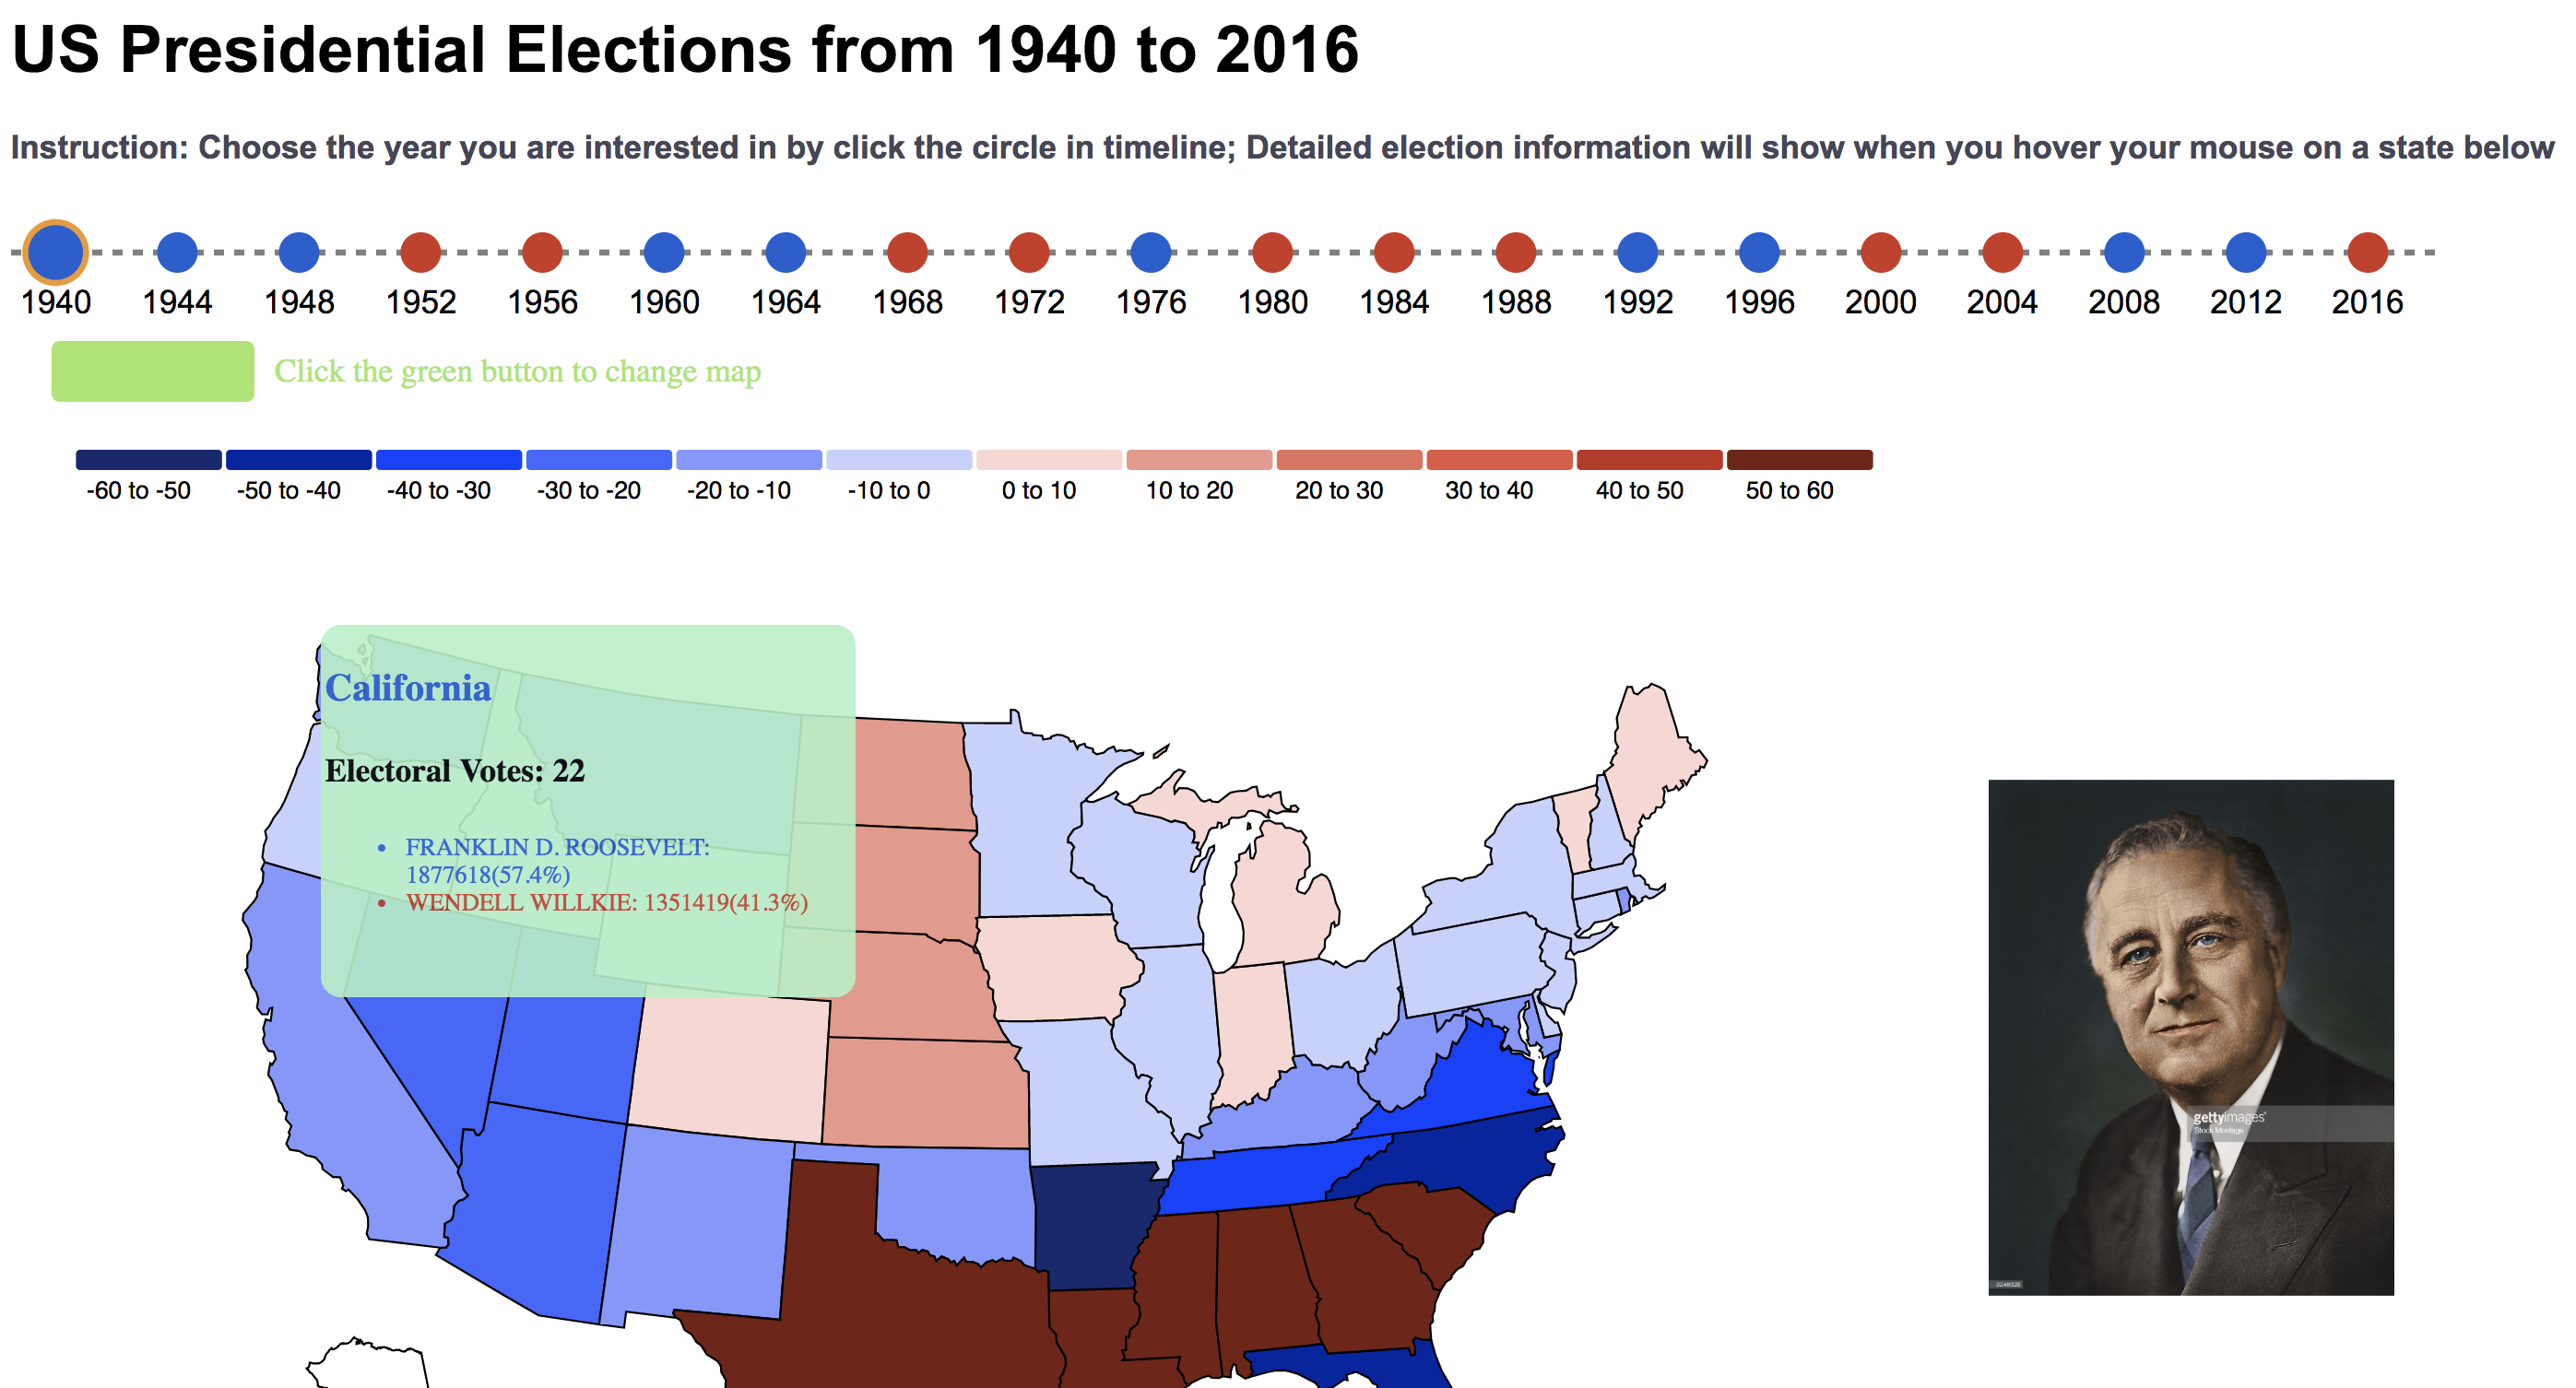 US Presidential Elections from 1940 to 2016
Instruction: Choose the year you are interested in by click the circle in timeline; Detailed election information will show when you hover your mouse on a state below
1940 1944 1948 1952 1956 1960 1964 1968 1972 1976 1980 1984 1988 1992 1996 2000 2004 2008 2012 2016
Click the green button to change map
-60 to -50 -50 to -40 -40 to -30 -30 to -20 -20 to -10 -10 to 0 0 to 10 10 to 20 20 to 30 30 to 40 40 to 50 50 to 60
California
Electoral Votes: 22
• FRANKLIN D. ROOSEVELT:
1877618(57.4%)
• WENDELL WILLKIE: 1351419(41.3%)
gettyimages®
Stock Montage